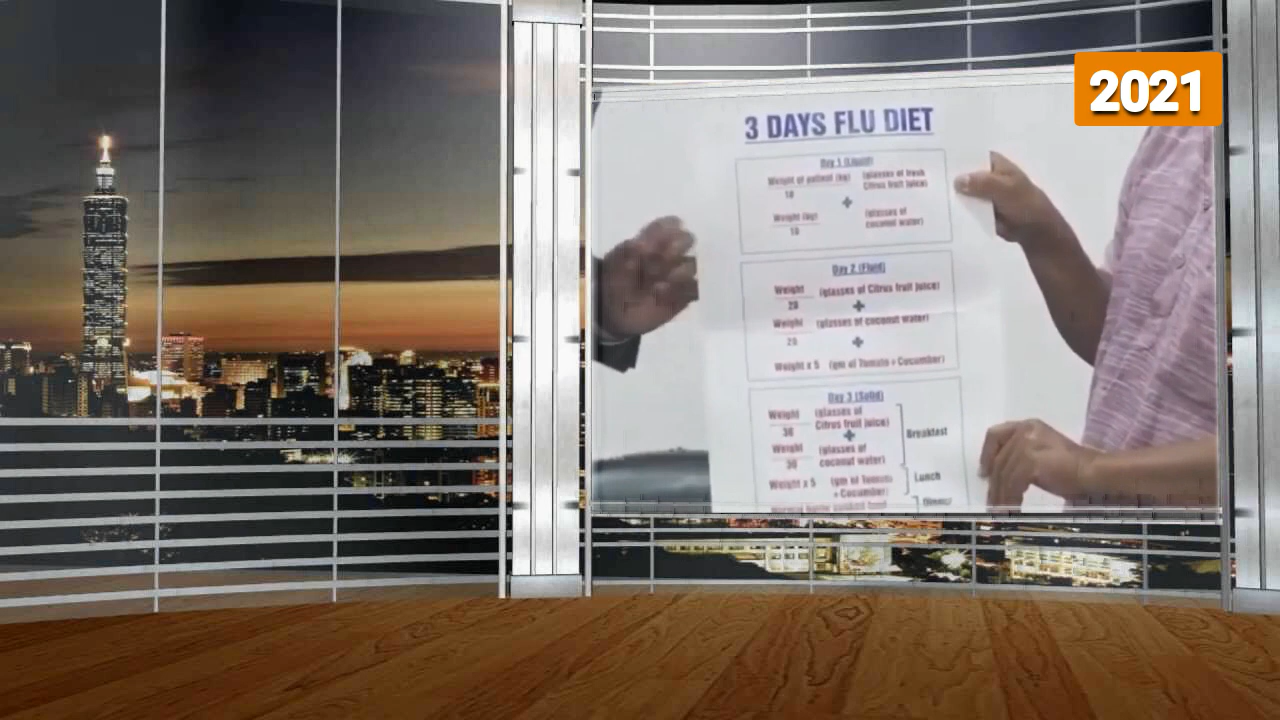 2021
3 DAYS FLU DIET
Day 1 (Liquid)
Weight of patient (kg) (glasses of fresh
Citrus fruit juice)
10
+
Weight (kg) (glasses of
coconut water)
10
Day 2 (Fluid)
Weight (glasses of Citrus fruit juice)
20
+
Weight (glasses of coconut water)
20
+
Weight x 5 (gm of Tomato + Cucumber)
Day 3 (Solid)
Weight (glasses of
Citrus fruit juice)
30
+
Breakfast
Weight (glasses of
coconut water)
30
Lunch
Weight x 5 (gm of Tomato
+ Cucumber)